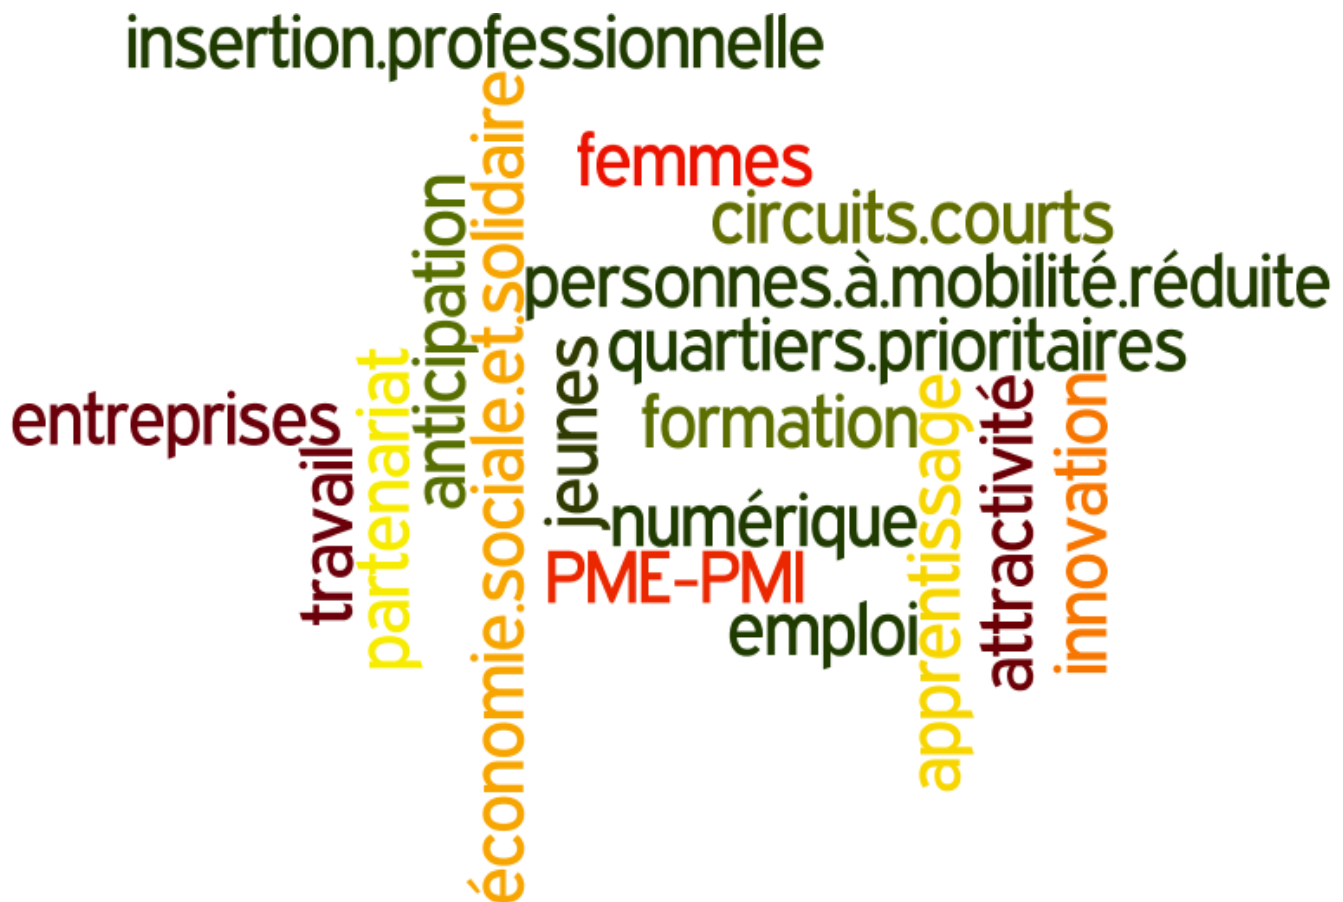 insertion.professionnelle
économie.sociale.et.solidaire
femmes
anticipation
circuits.courts
personnes.à.mobilité.réduite
quartiers.prioritaires
jeunes
partenariat
entreprises
formation
apprentissage
attractivité
innovation
travail
numérique
PME-PMI
emploi